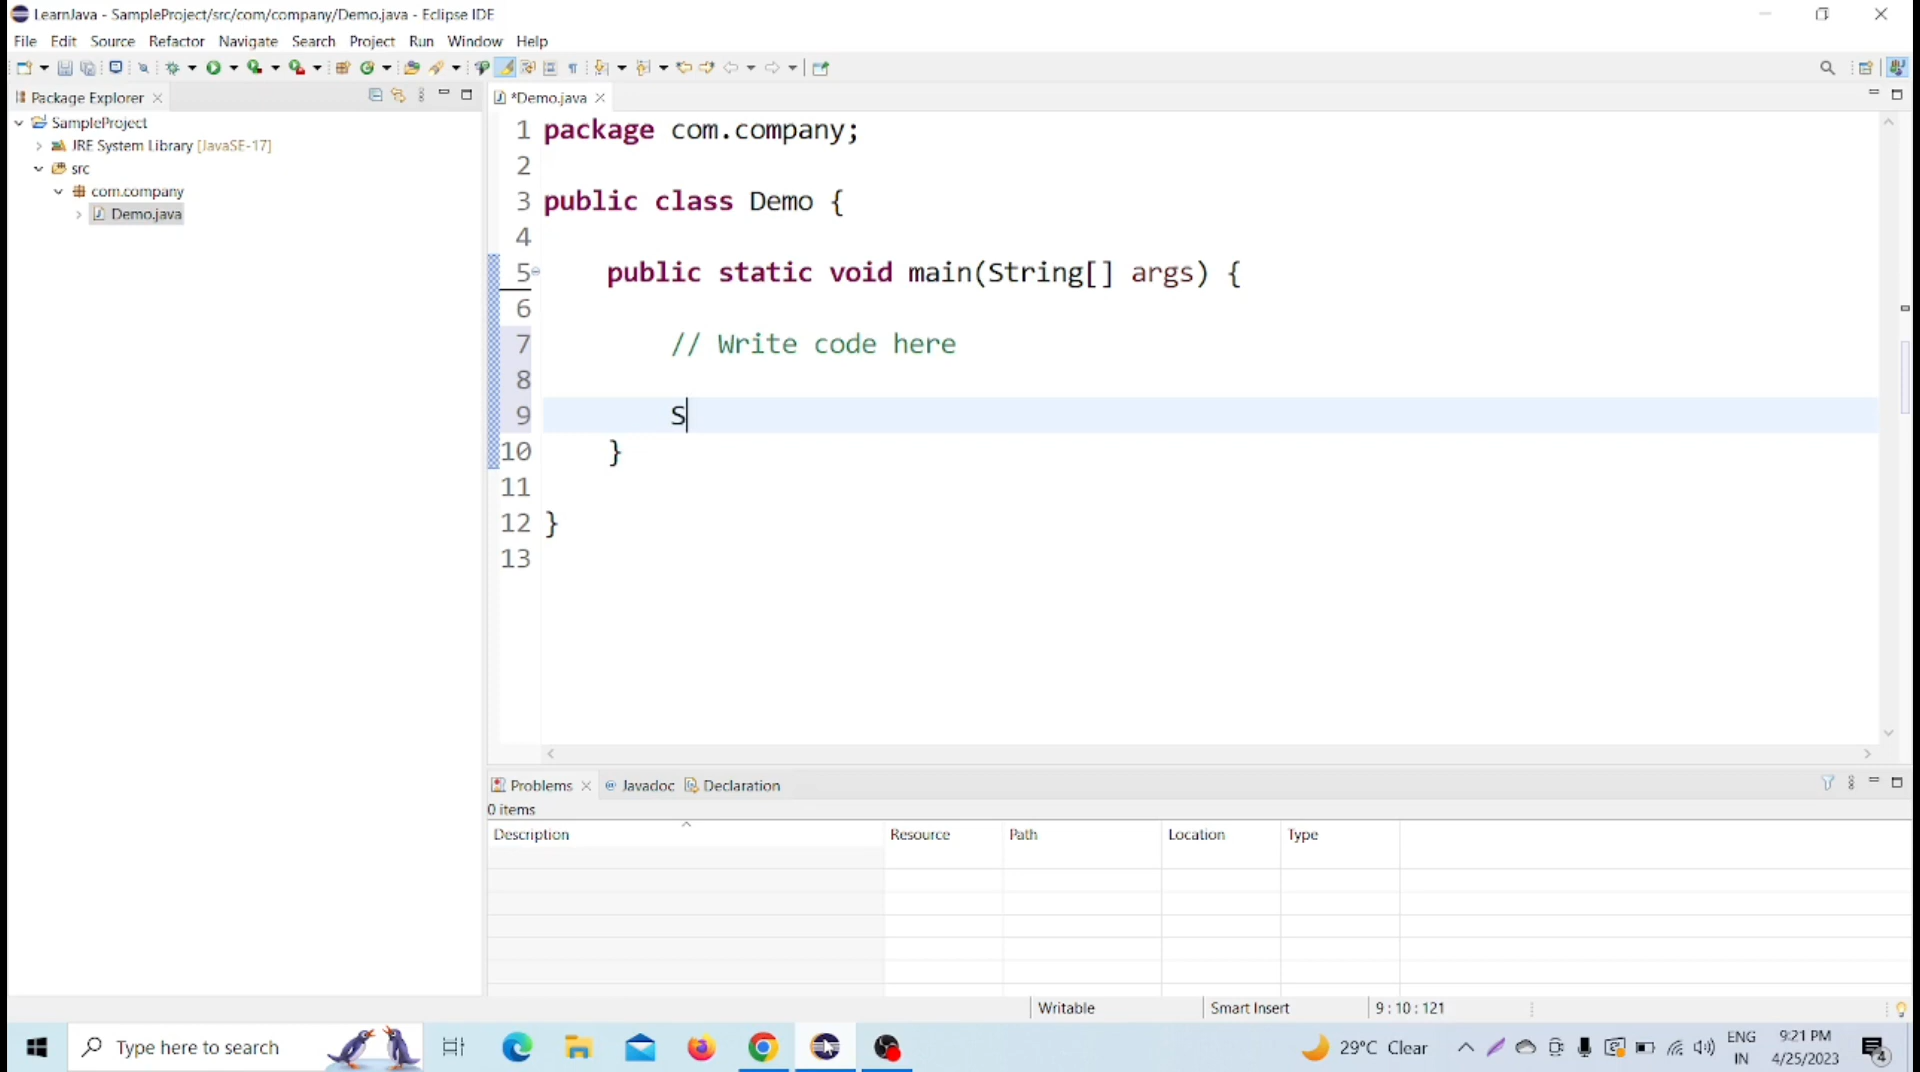 LearnJava - SampleProject/src/com/company/Demo.java - Eclipse IDE
File Edit Source Refactor Navigate Search Project Run Window Help
Package Explorer
*Demo.java
SampleProject
JRE System Library [JavaSE-17]
src
com.company
Demo.java
1 package com.company;
2
3 public class Demo {
4
5 public static void main(String[] args) {
6
7 // Write code here
8
9 S
10 }
11
12 }
13
Problems @ Javadoc Declaration
0 items
Description Resource Path Location Type
Writable Smart Insert 9 : 10 : 121
Type here to search
29°C Clear
ENG
IN
9:21 PM
4/25/2023
4